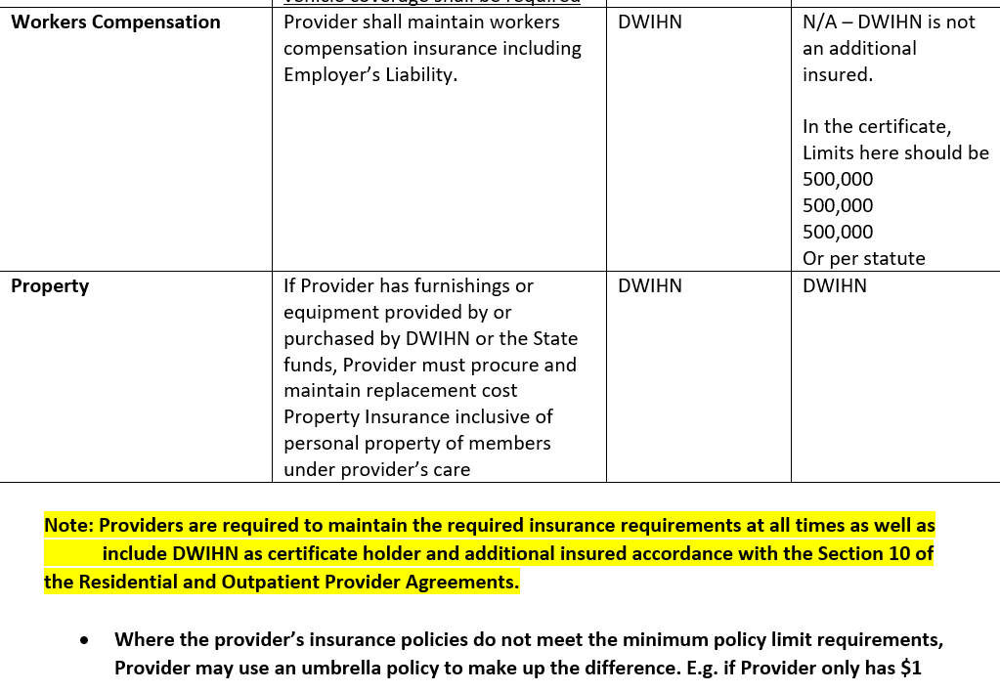 vehicle coverage shall be required
Workers Compensation
Provider shall maintain workers
compensation insurance including
Employer's Liability.
DWIHN
N/A – DWIHN is not
an additional
insured.
In the certificate,
Limits here should be
500,000
500,000
500,000
Or per statute
Property
If Provider has furnishings or
equipment provided by or
purchased by DWIHN or the State
funds, Provider must procure and
maintain replacement cost
Property Insurance inclusive of
personal property of members
under provider's care
DWIHN
DWIHN
Note: Providers are required to maintain the required insurance requirements at all times as well as
include DWIHN as certificate holder and additional insured accordance with the Section 10 of
the Residential and Outpatient Provider Agreements.
• Where the provider's insurance policies do not meet the minimum policy limit requirements,
Provider may use an umbrella policy to make up the difference. E.g. if Provider only has $1